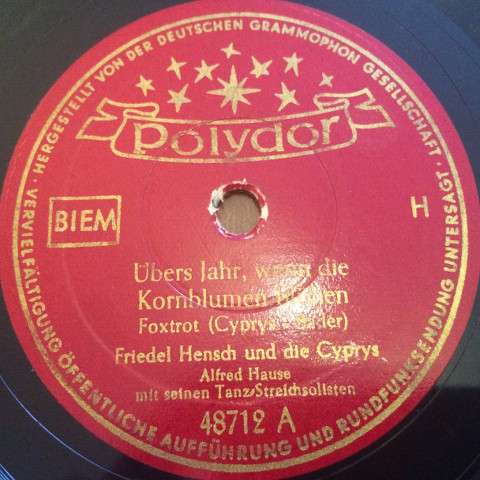 HERGESTELLT VON DER DEUTSCHEN GRAMMOPHON GESELLSCHAFT · VERVIELFÄLTIGUNG ÖFFENTLICHE AUFFÜHRUNG UND RUNDFUNKSENDUNG UNTERSAGT ·
Polydor
BIEM
H
Übers Jahr, wenn die
Kornblumen
Foxtrot (Cyprys -
Friedel Hensch und die Cyprys
Alfred Hause
mit seinen Tanz-Streichsolisten
48712 A